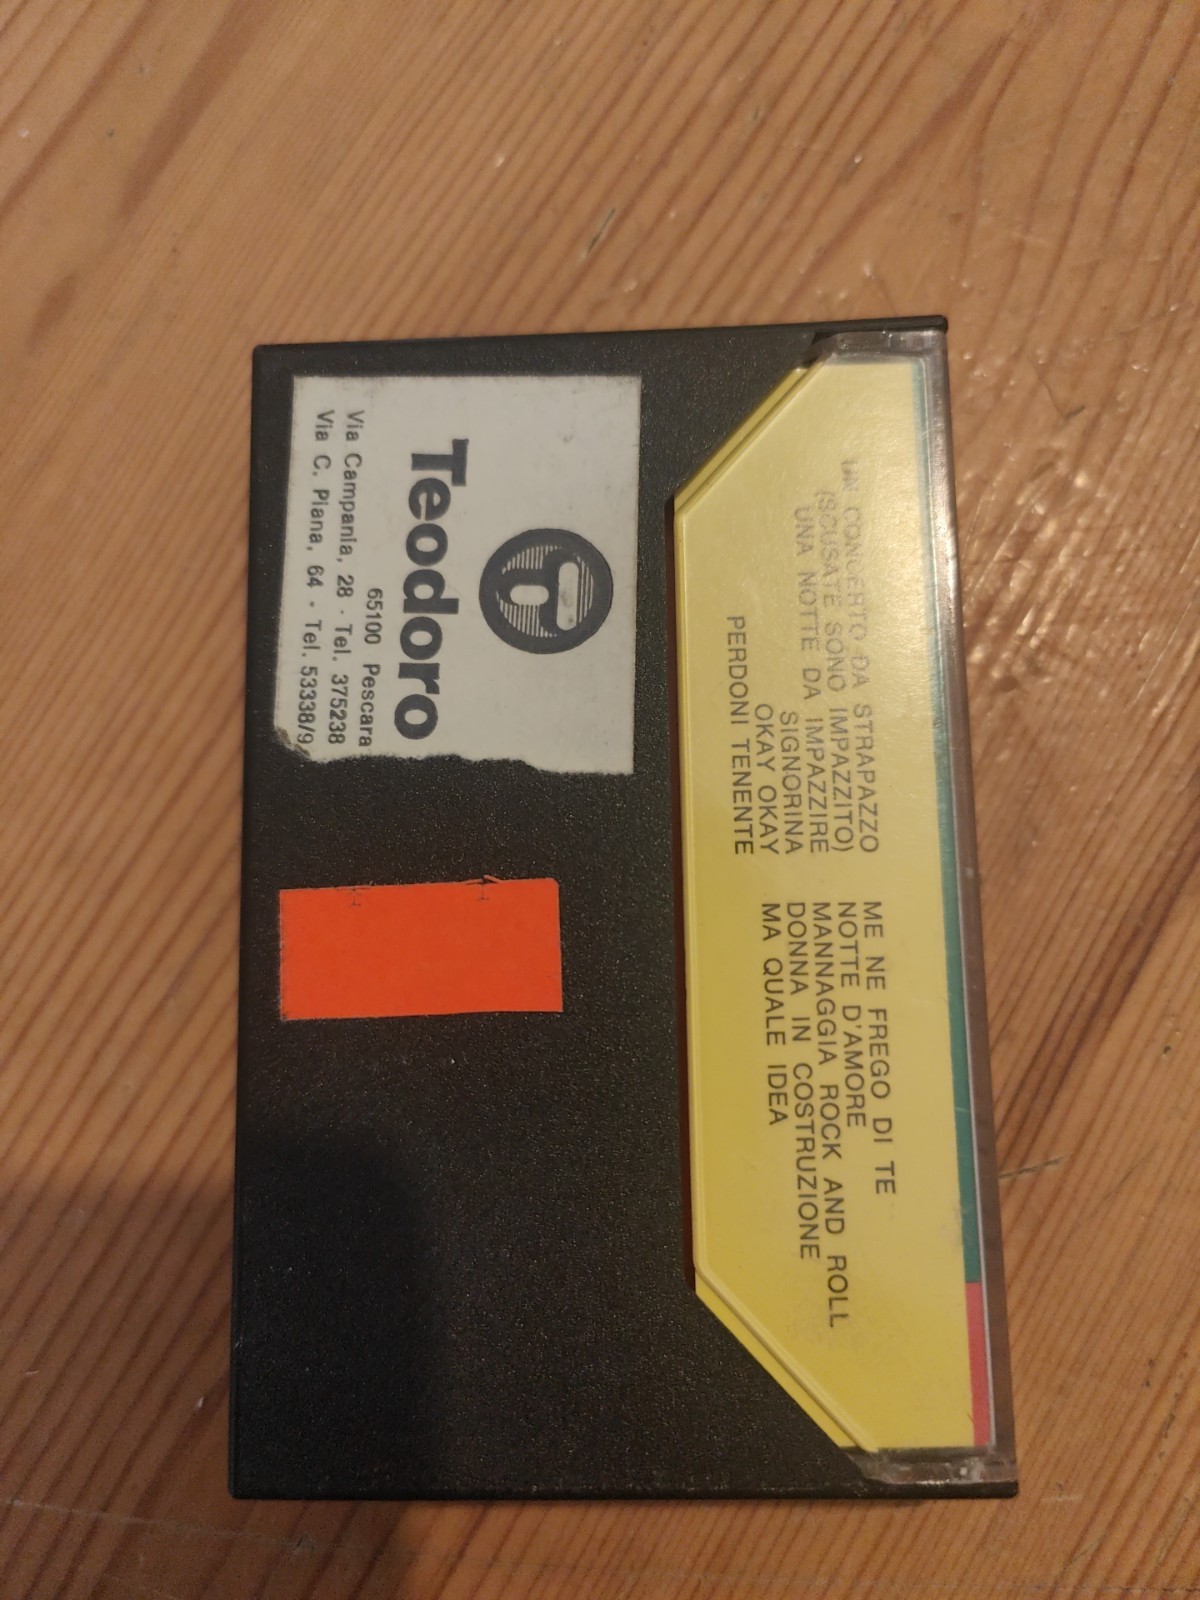 UN CONCERTO DA STRAPAZZO
(SCUSATE SONO IMPAZZITO)
UNA NOTTE DA IMPAZZIRE
SIGNORINA
OKAY OKAY
PERDONI TENENTE
ME NE FREGO DI TE
NOTTE D'AMORE
MANNAGGIA ROCK AND ROLL
DONNA IN COSTRUZIONE
MA QUALE IDEA
Teodoro
65100 Pescara
Via Campania, 28 - Tel. 375238
Via C. Piana, 64 - Tel. 53338/9